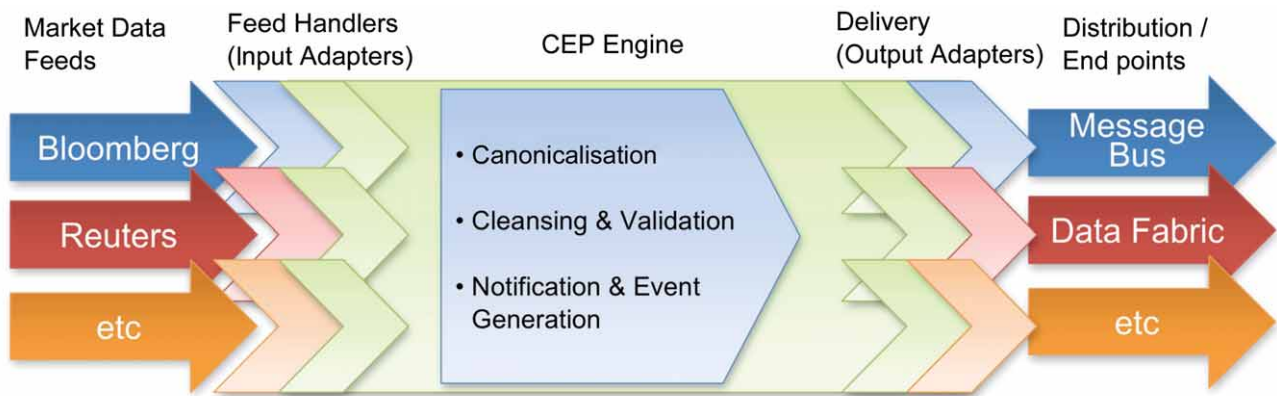 Market Data
Feeds
Feed Handlers
(Input Adapters)
CEP Engine
Delivery
(Output Adapters)
Distribution /
End points
Bloomberg
Reuters
etc
• Canonicalisation
• Cleansing & Validation
• Notification & Event
Generation
Message
Bus
Data Fabric
etc